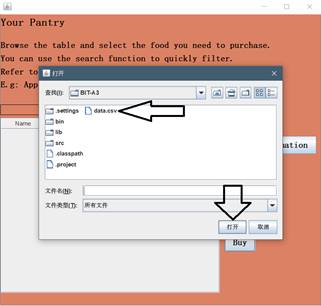 Your Pantry
Browse the table and select the food you need to purchase.
You can use the search function to quickly filter.
Refer to
E.g: App
打开
查找(I):
BIT-A3
.settings
data.csv
bin
lib
src
.classpath
.project
Name
ation
文件名(N):
文件类型(T):
所有文件
打开
取消
Buy